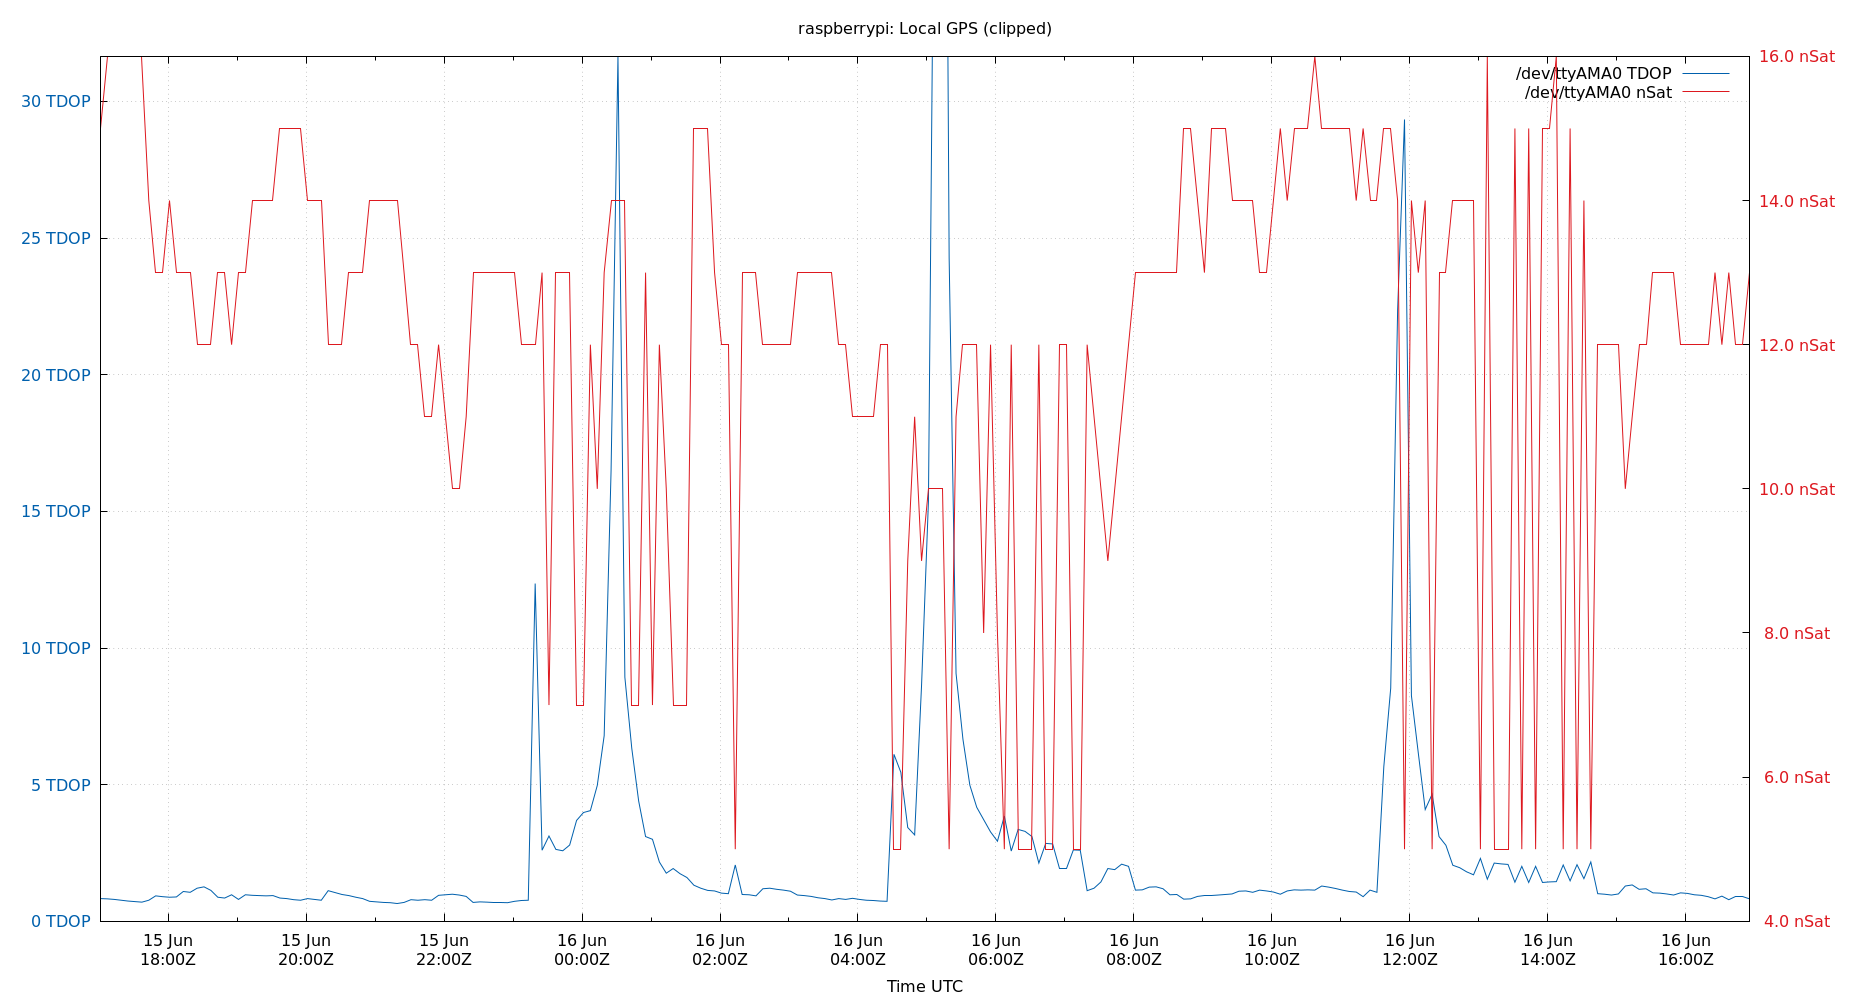 raspberrypi: Local GPS (clipped)
16.0 nSat
/dev/ttyAMA0 TDOP
/dev/ttyAMA0 nSat
30 TDOP
14.0 nSat
25 TDOP
20 TDOP
12.0 nSat
15 TDOP
10.0 nSat
10 TDOP
8.0 nSat
5 TDOP
6.0 nSat
0 TDOP
4.0 nSat
15 Jun 15 Jun 15 Jun 16 Jun 16 Jun 16 Jun 16 Jun 16 Jun 16 Jun 16 Jun 16 Jun 16 Jun
18:00Z 20:00Z 22:00Z 00:00Z 02:00Z 04:00Z 06:00Z 08:00Z 10:00Z 12:00Z 14:00Z 16:00Z
Time UTC